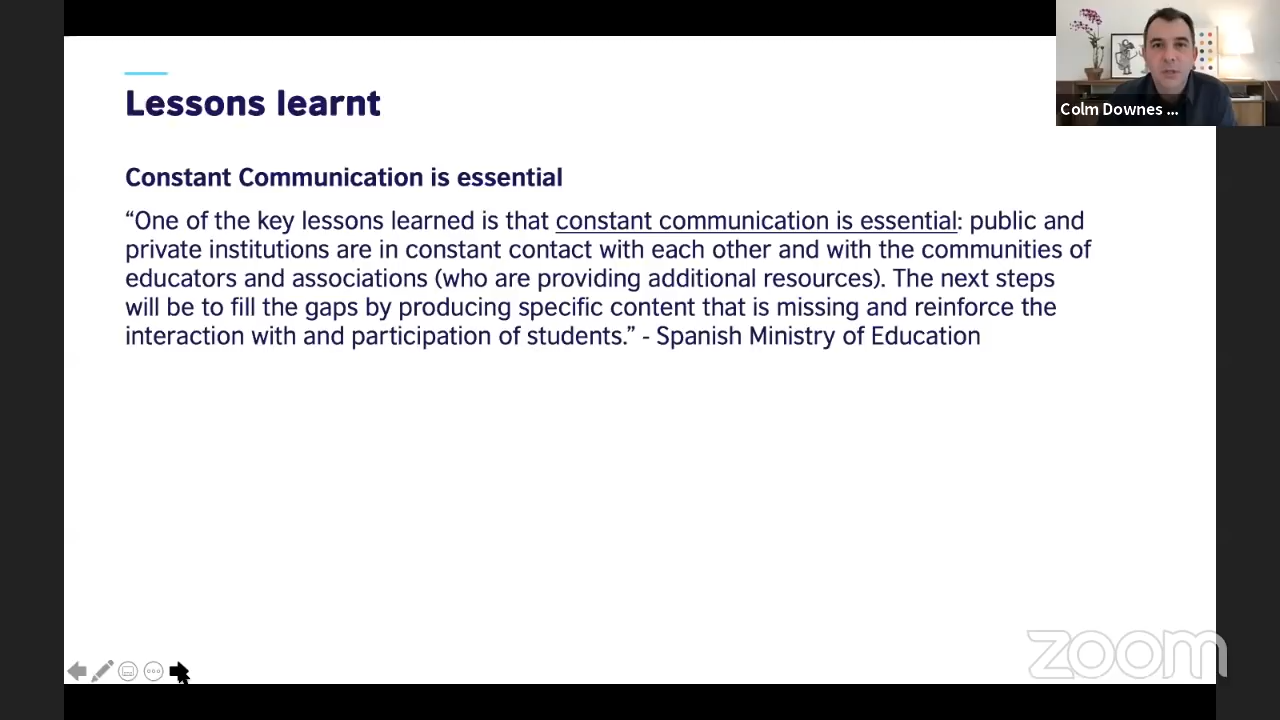 Lessons learnt
Constant Communication is essential
“One of the key lessons learned is that constant communication is essential: public and
private institutions are in constant contact with each other and with the communities of
educators and associations (who are providing additional resources). The next steps
will be to fill the gaps by producing specific content that is missing and reinforce the
interaction with and participation of students.” - Spanish Ministry of Education
Colm Downes ...
zoom